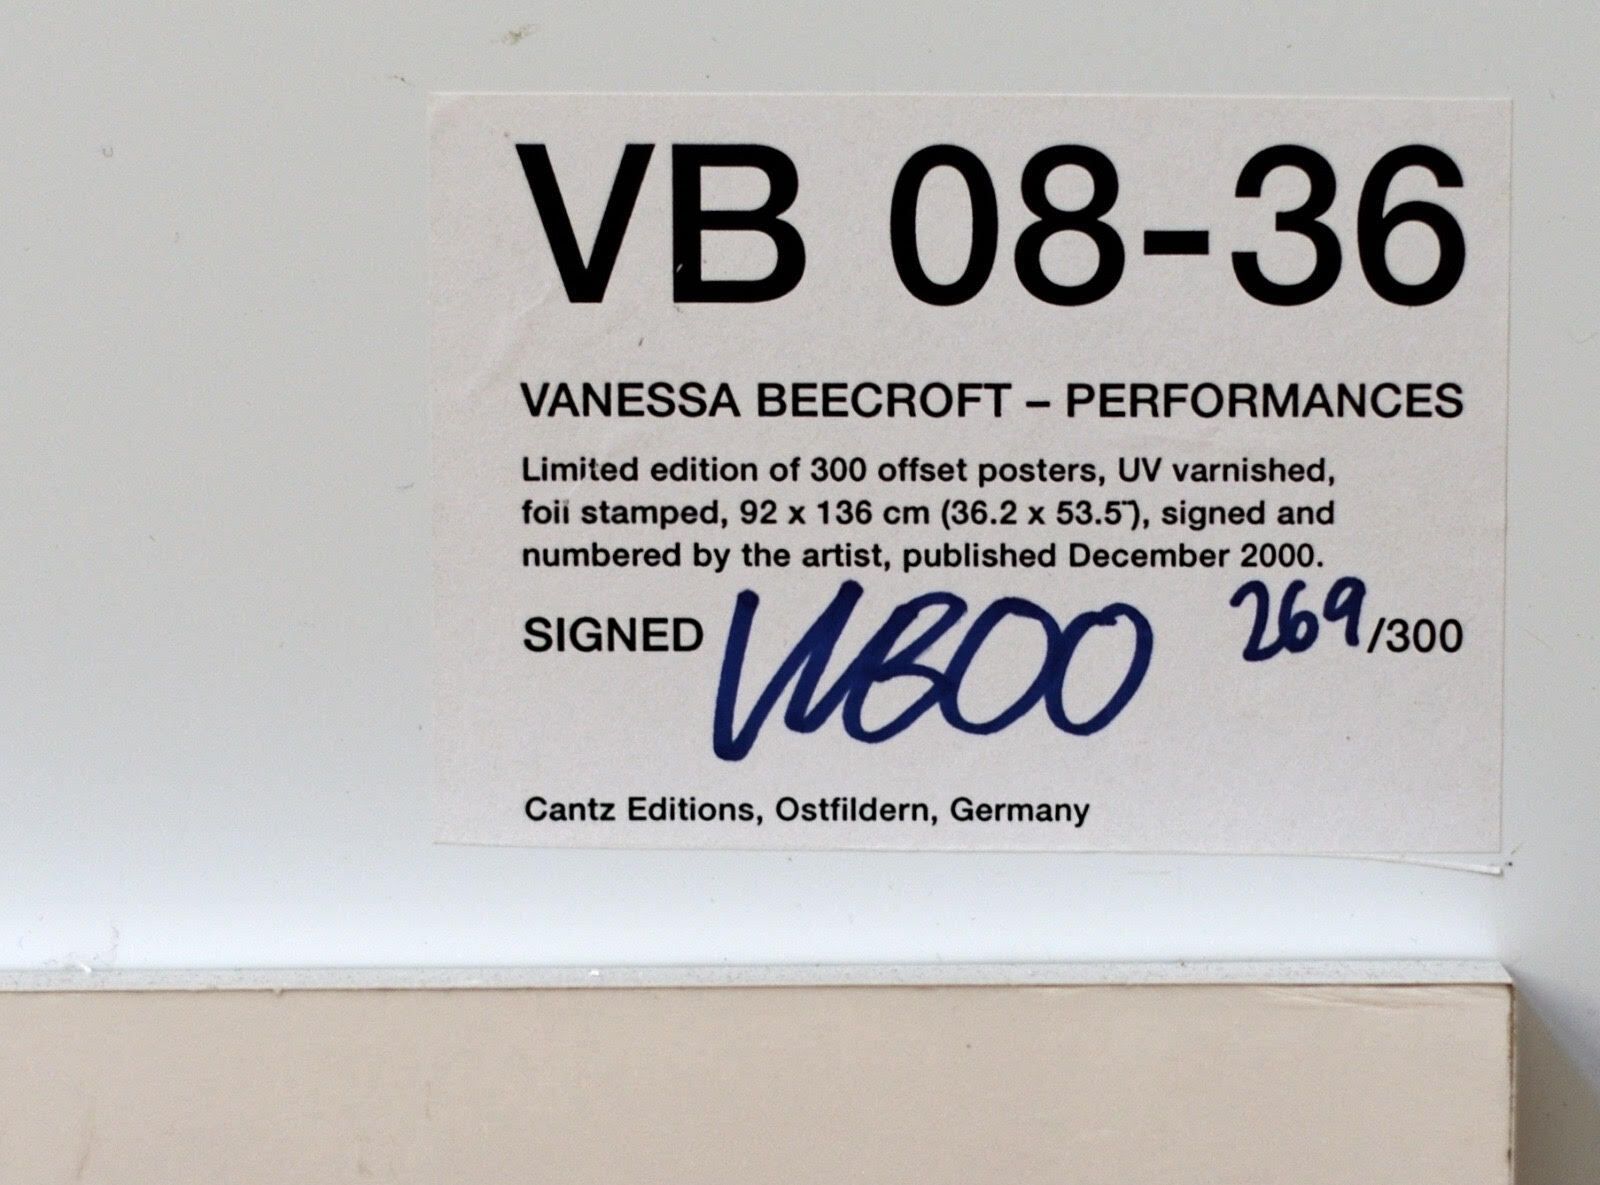 VB 08-36
VANESSA BEECROFT – PERFORMANCES
Limited edition of 300 offset posters, UV varnished,
foil stamped, 92 x 136 cm (36.2 x 53.5"), signed and
numbered by the artist, published December 2000.
SIGNED VB00 269/300
Cantz Editions, Ostfildern, Germany